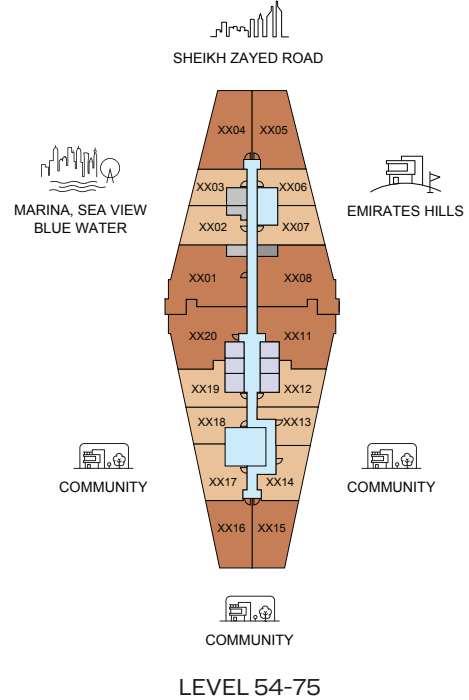 SHEIKH ZAYED ROAD
XX04 XX05
XX03 XX06
MARINA, SEA VIEW
BLUE WATER
EMIRATES HILLS
XX02 XX07
XX01 XX08
XX20 XX11
XX19 XX12
XX18 XX13
COMMUNITY
COMMUNITY
XX17 XX14
XX16 XX15
COMMUNITY
LEVEL 54-75